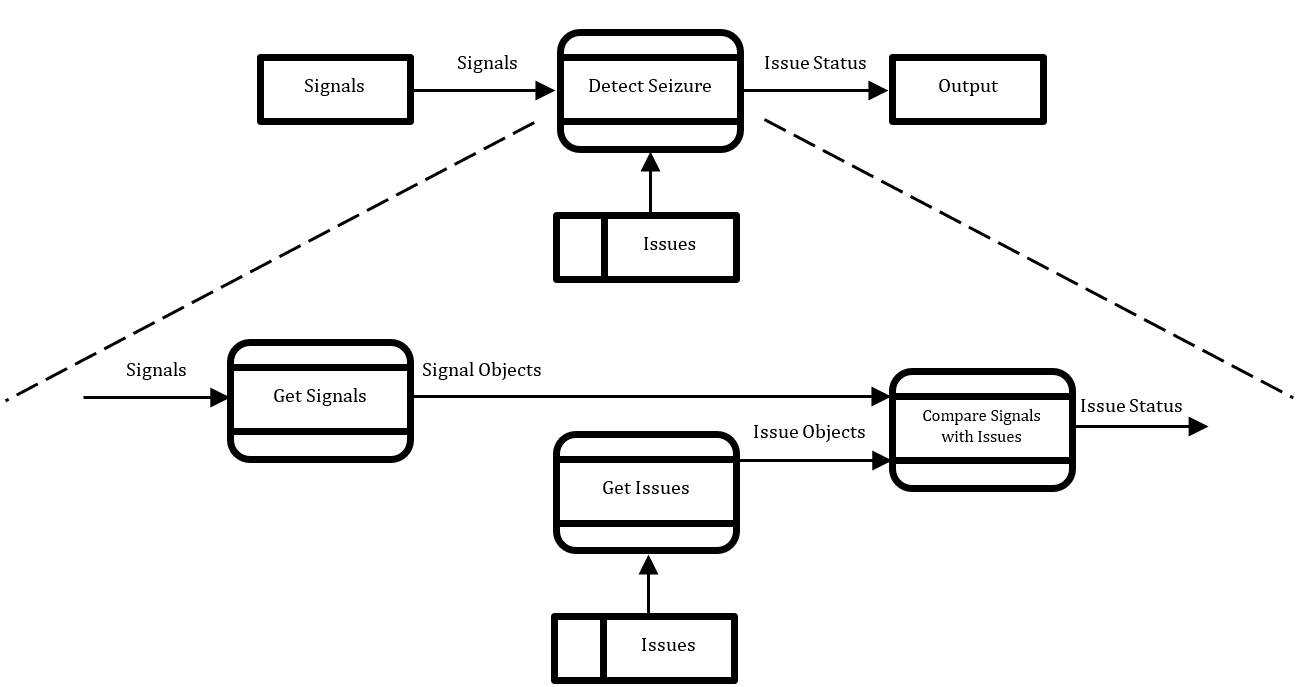 Signals
Signals
Detect Seizure
Issue Status
Output
Issues
Signals
Get Signals
Signal Objects
Compare Signals
with Issues
Issue Status
Issue Objects
Get Issues
Issues